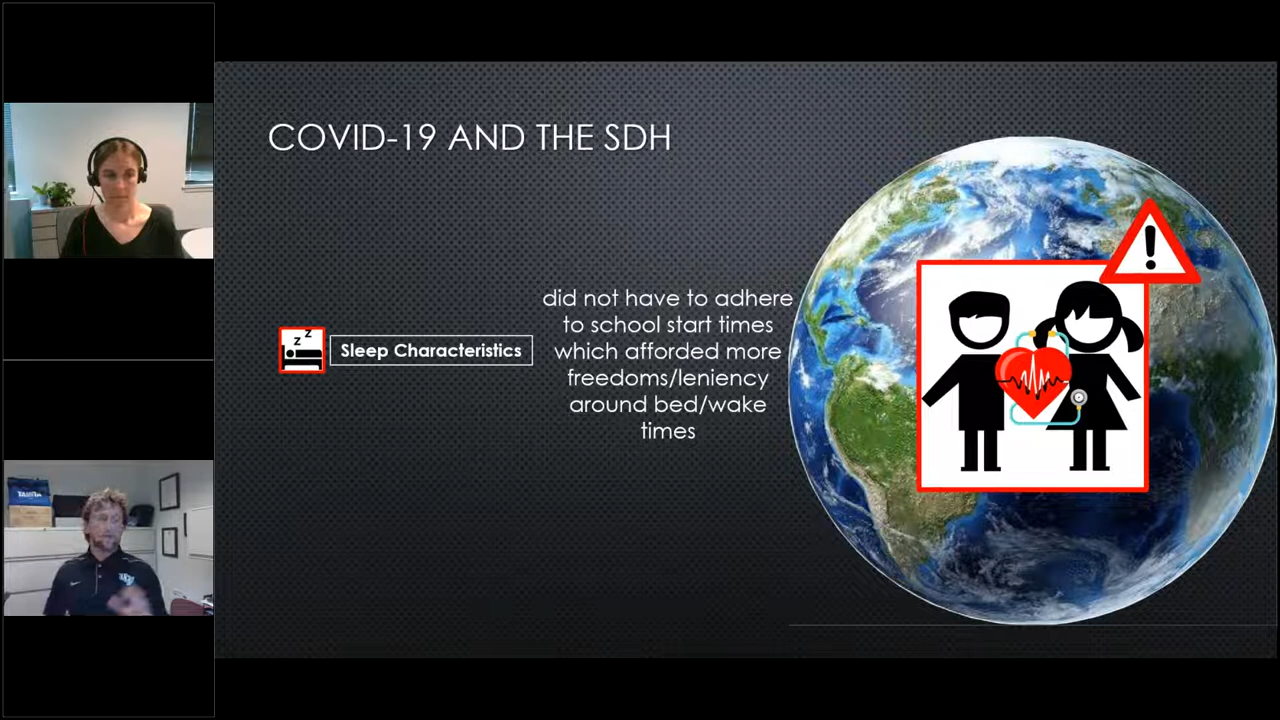 COVID-19 AND THE SDH
z z
Sleep Characteristics
did not have to adhere
to school start times
which afforded more
freedoms/leniency
around bed/wake
times
!
TANITA